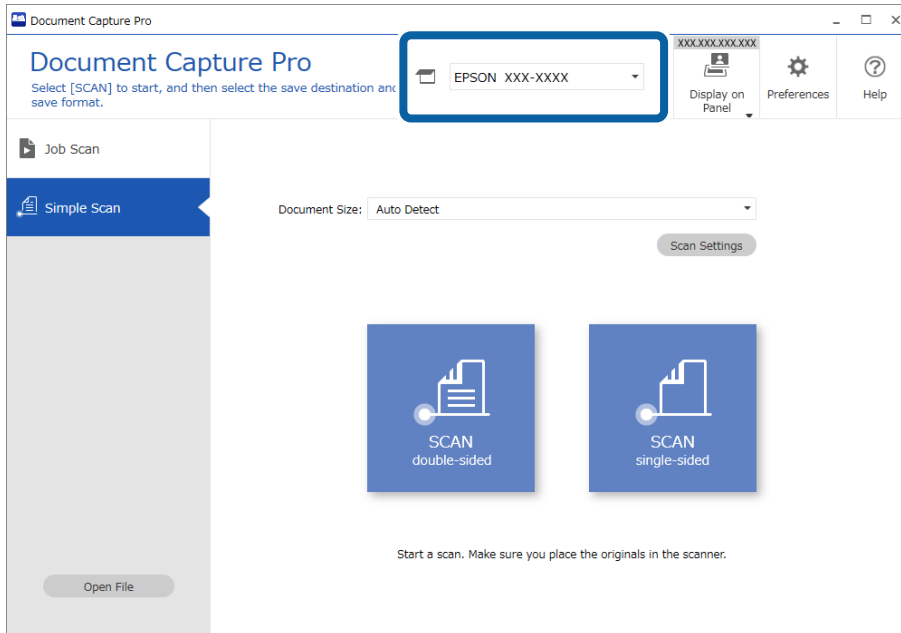 Document Capture Pro
Document Capture Pro
Select [SCAN] to start, and then select the save destination and
save format.
EPSON XXX-XXXX
XXX.XXX.XXX.XXX
Display on
Panel
Preferences
Help
Job Scan
Simple Scan
Document Size:
Auto Detect
Scan Settings
SCAN
double-sided
SCAN
single-sided
Start a scan. Make sure you place the originals in the scanner.
Open File